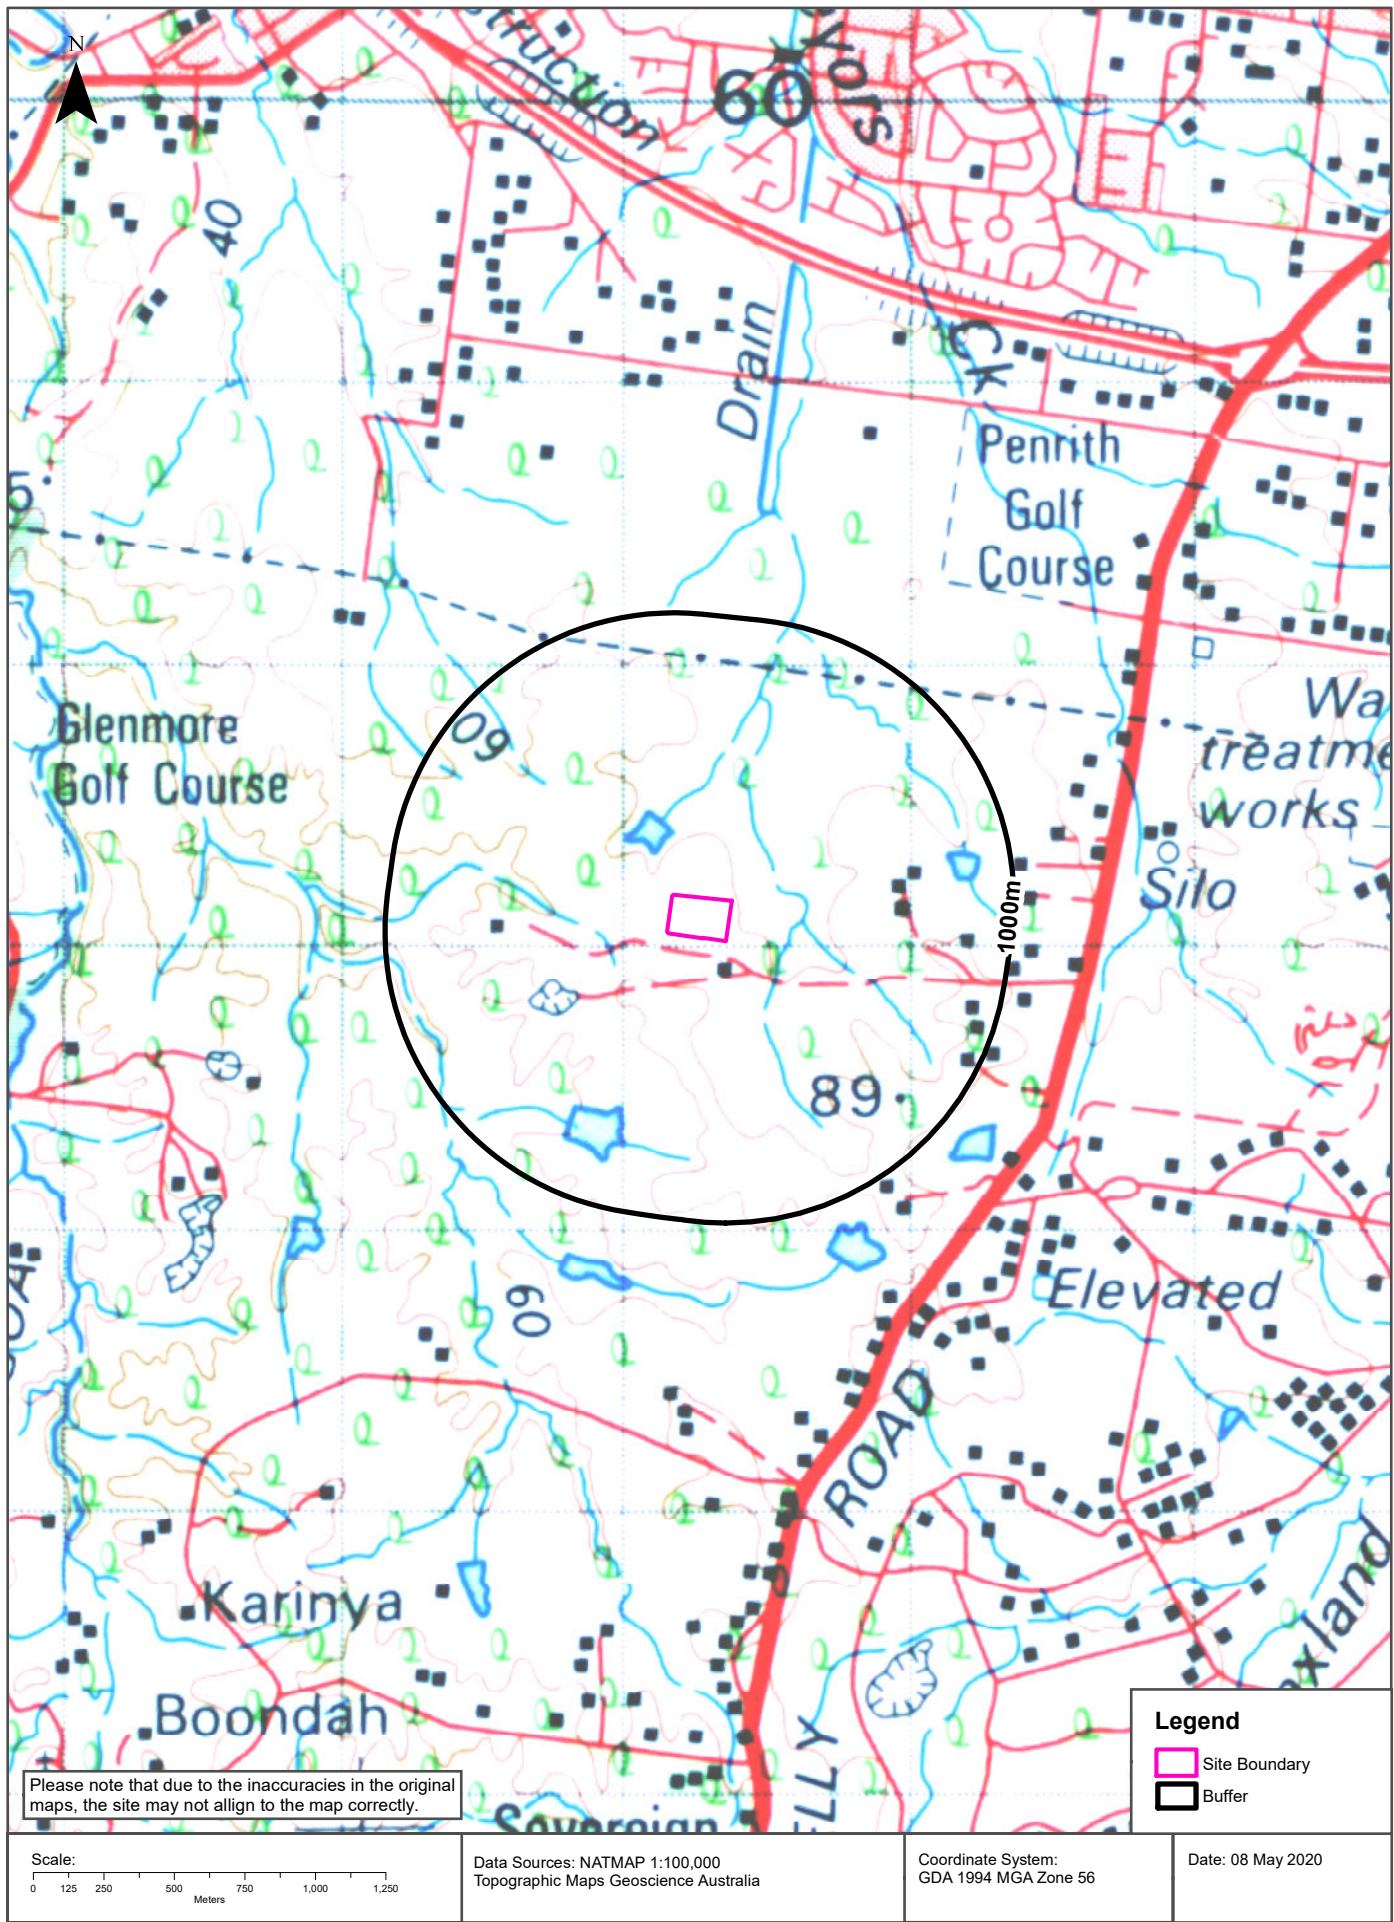 N
60
40
Drain
Ck
Penrith
Golf
Course
Glenmore
Golf Course
60
treatme
works
Silo
1000m
89
60
Elevated
ROAD
Karinya
Boondah
Legend
Site Boundary
Buffer
Please note that due to the inaccuracies in the original
maps, the site may not allign to the map correctly.
Scale:
0 125 250 500 750 1,000 1,250
Meters
Data Sources: NATMAP 1:100,000
Topographic Maps Geoscience Australia
Coordinate System:
GDA 1994 MGA Zone 56
Date: 08 May 2020